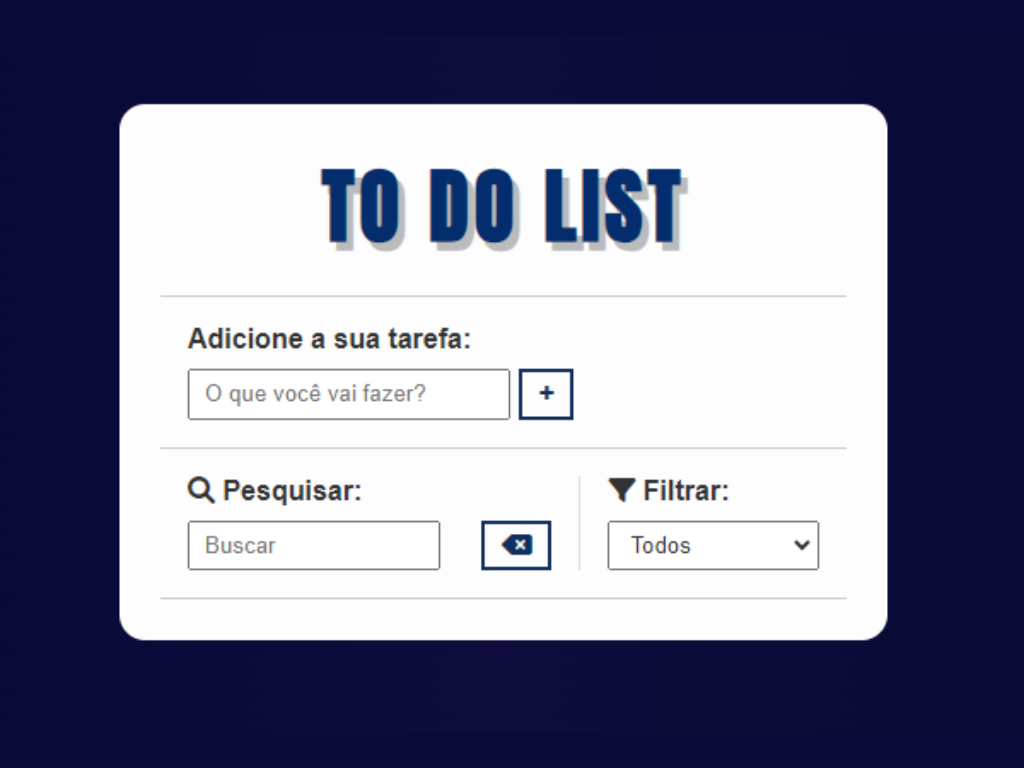 TO DO LIST
Adicione a sua tarefa:
O que você vai fazer?
+
Pesquisar:
Filtrar:
Buscar
Todos